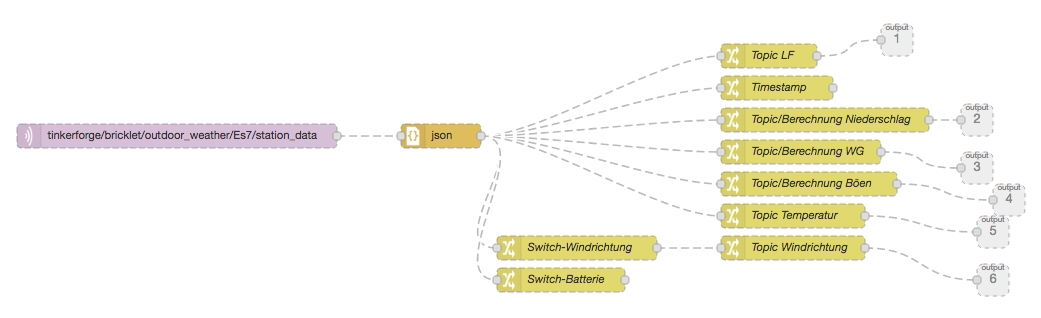 output
1
Topic LF
Timestamp
output
2
Topic/Berechnung Niederschlag
tinkerforge/bricklet/outdoor_weather/Es7/station_data
{}
json
output
3
Topic/Berechnung WG
output
4
Topic/Berechnung Böen
output
5
Topic Temperatur
Switch-Windrichtung
Topic Windrichtung
output
6
Switch-Batterie